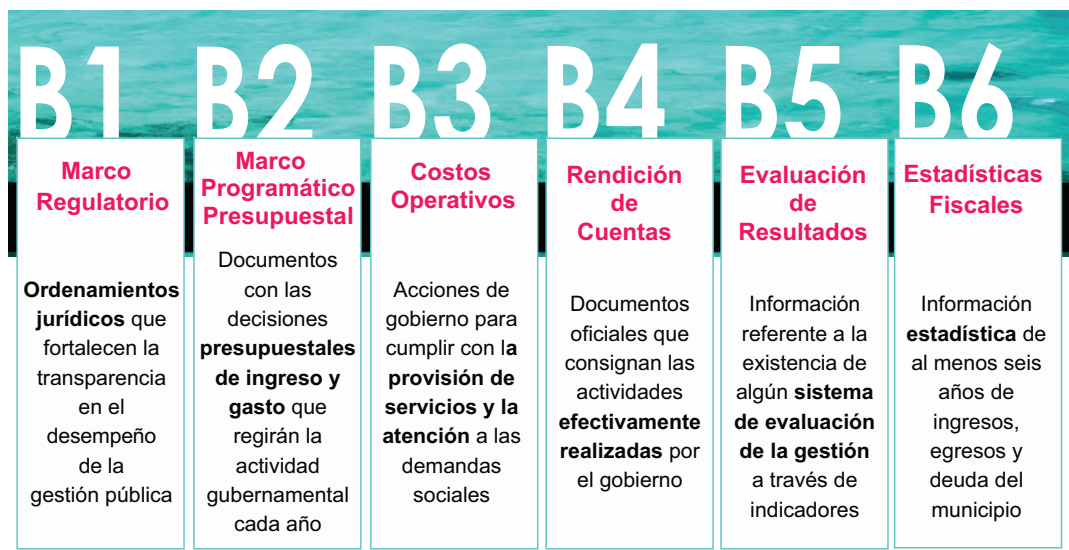 B1
Marco
Regulatorio
Ordenamientos
jurídicos que
fortalecen la
transparencia
en el
desempeño
de la
gestión pública
B2
Marco
Programático
Presupuestal
Documentos
con las
decisiones
presupuestales
de ingreso y
gasto que
regirán la
actividad
gubernamental
cada año
B3
Costos
Operativos
Acciones de
gobierno para
cumplir con la
provisión de
servicios y la
atención a las
demandas
sociales
B4
Rendición
de
Cuentas
Documentos
oficiales que
consignan las
actividades
efectivamente
realizadas por
el gobierno
B5
Evaluación
de
Resultados
Información
referente a la
existencia de
algún sistema
de evaluación
de la gestión
a través de
indicadores
B6
Estadísticas
Fiscales
Información
estadística de
al menos seis
años de
ingresos,
egresos y
deuda del
municipio